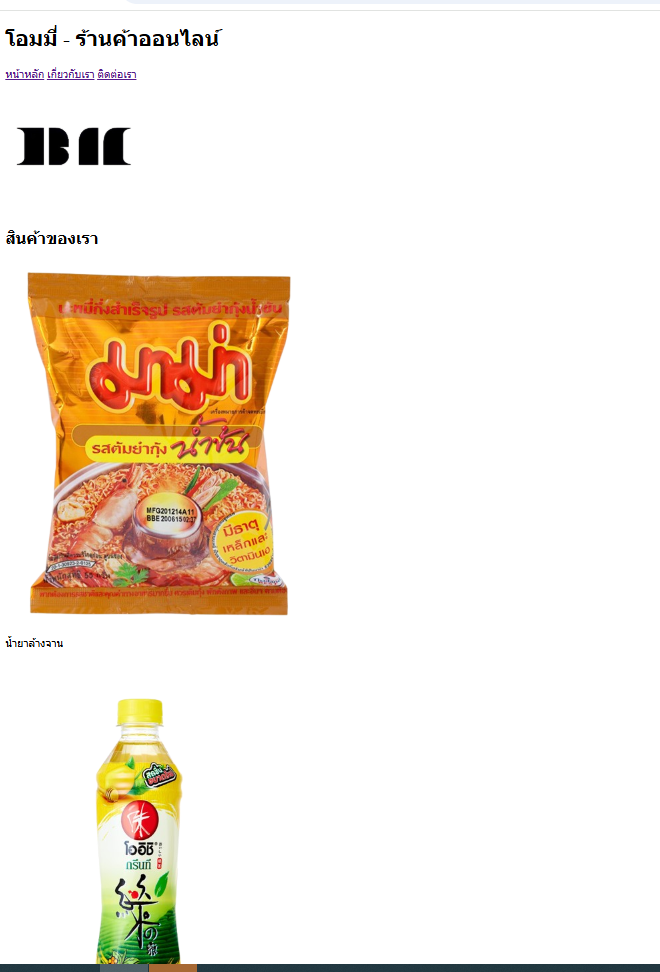 โอมมี่ - ร้านค้าออนไลน์
หน้าหลัก เกี่ยวกับเรา ติดต่อเรา
สินค้าของเรา
บะหมี่กึ่งสำเร็จรูป รสต้มยำกุ้งน้ำข้น
มาม่า
รสต้มยำกุ้ง น้ำข้น
MFG201214A11
BBE 200615 02:37
มีธาตุ
เหล็กและ
วิตามินเอ
น้ำยาล้างจาน
味
โออิชิ
กรีนที
緑
の
茶